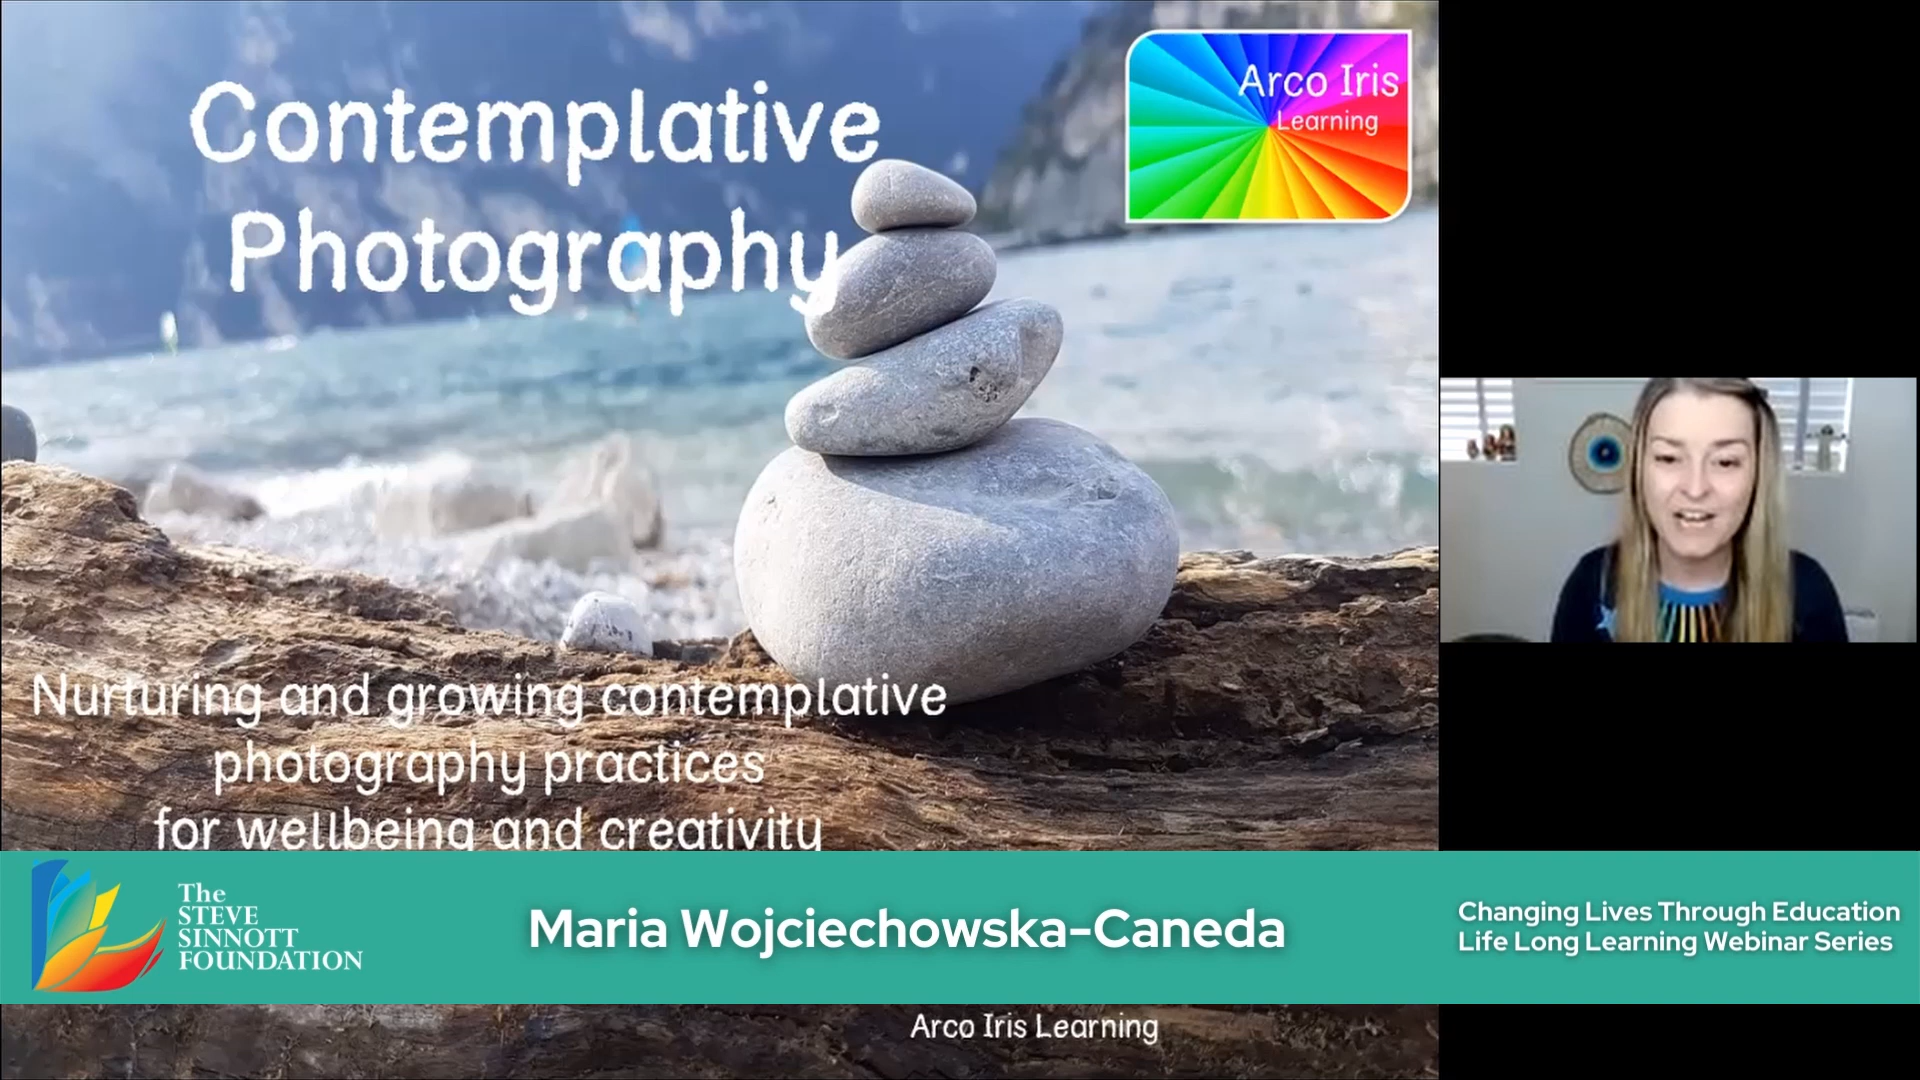 Contemplative
Photography
Arco Iris
Learning
Nurturing and growing contemplative
photography practices
for wellbeing and creativity
The
STEVE
SINNOTT
FOUNDATION
Maria Wojciechowska-Caneda
Changing Lives Through Education
Life Long Learning Webinar Series
Arco Iris Learning